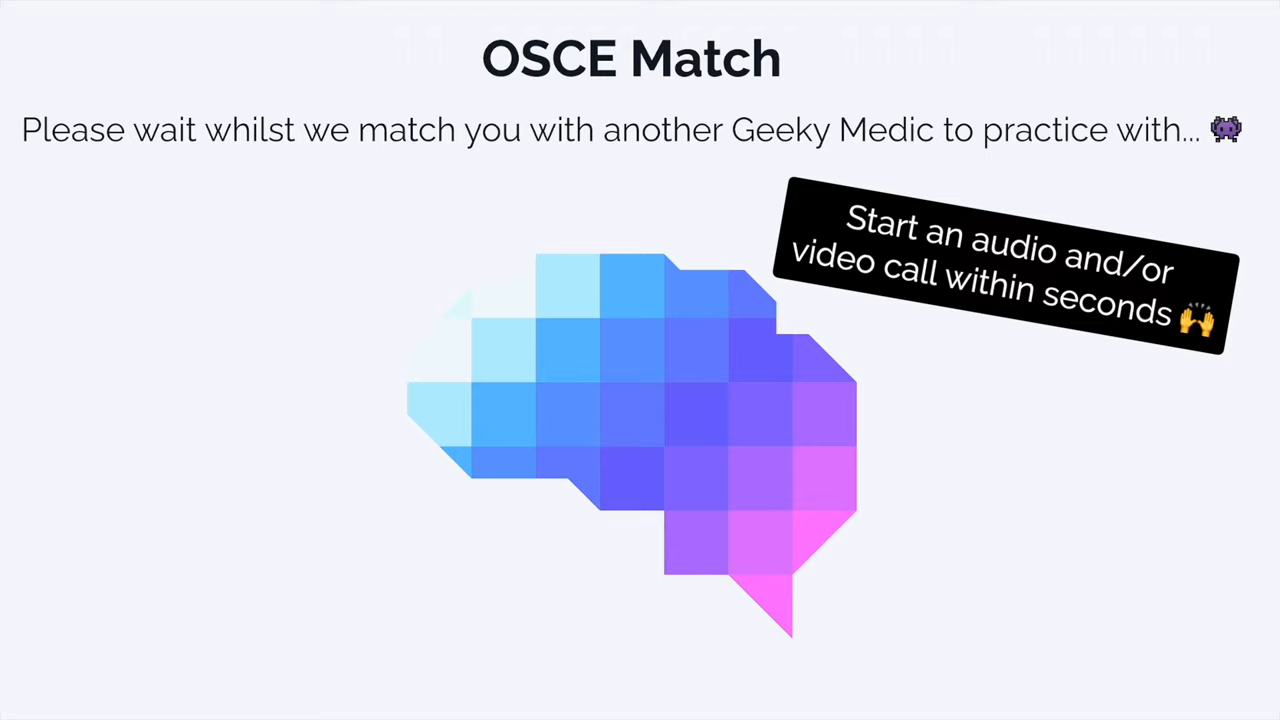 OSCE Match
Please wait whilst we match you with another Geeky Medic to practice with... 👾
Start an audio and/or
video call within seconds 🙌